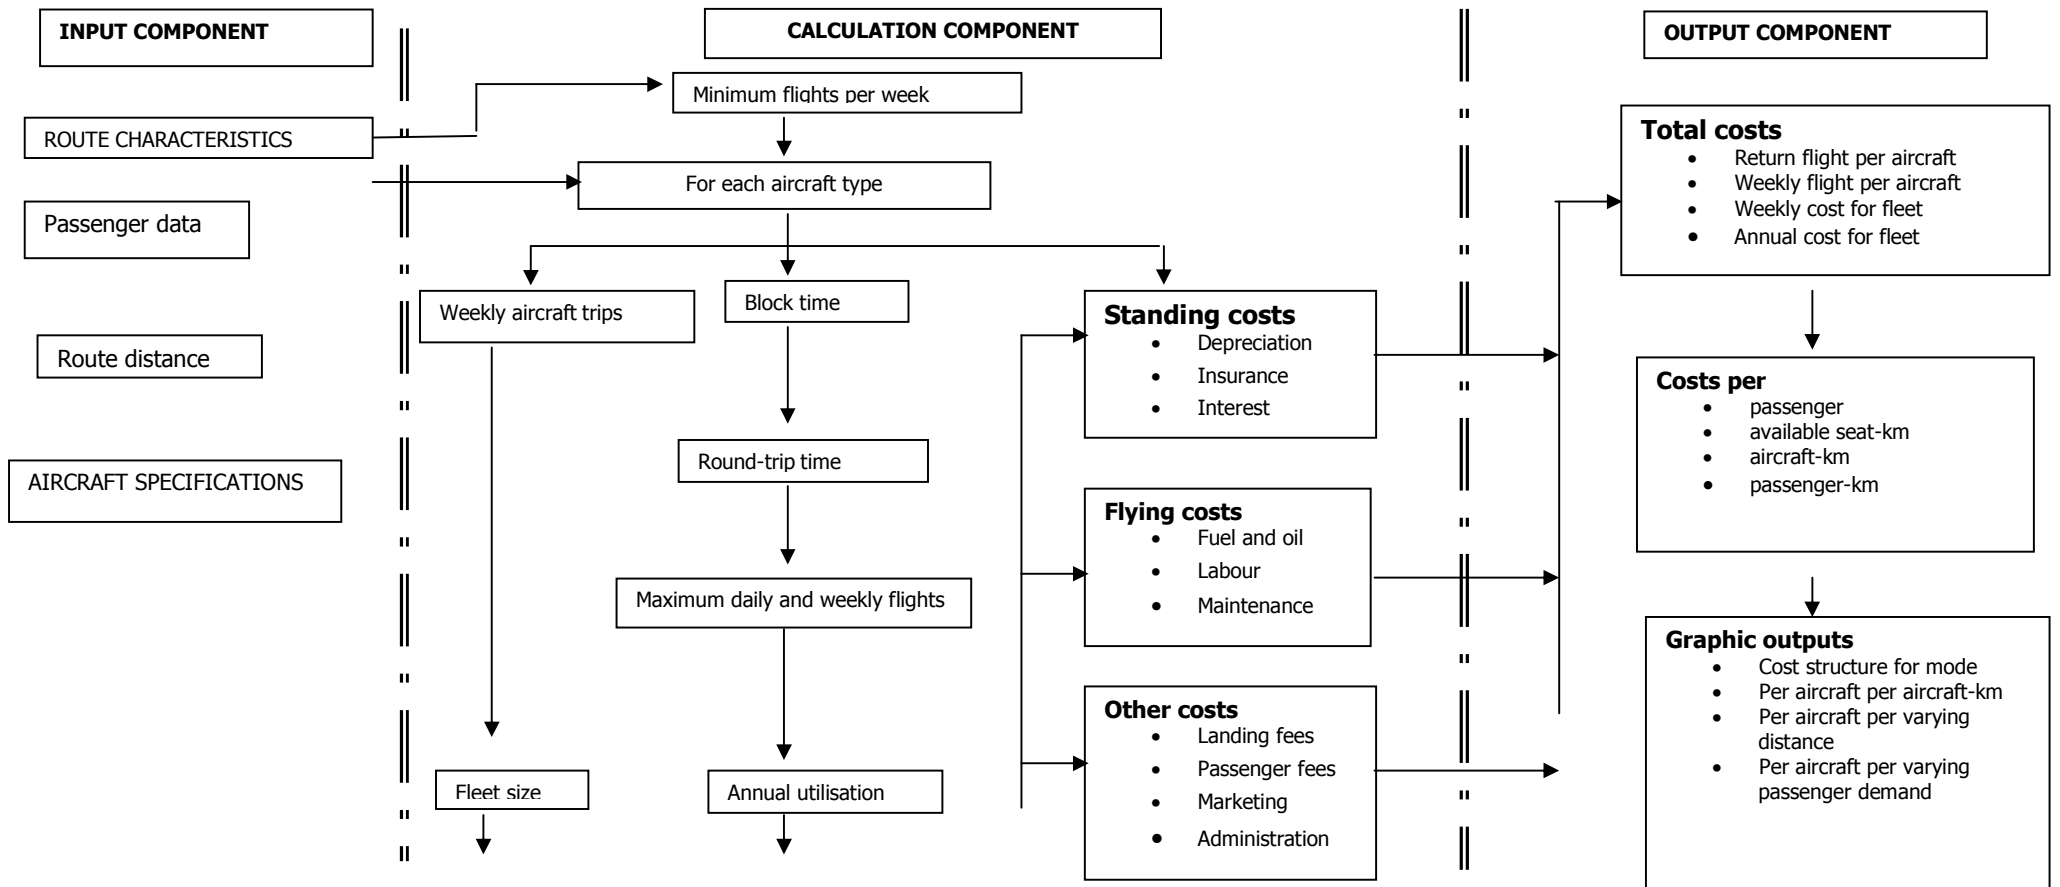 INPUT COMPONENT
ROUTE CHARACTERISTICS
Passenger data
Route distance
AIRCRAFT SPECIFICATIONS
CALCULATION COMPONENT
Minimum flights per week
For each aircraft type
Weekly aircraft trips
Block time
Round-trip time
Maximum daily and weekly flights
Fleet size
Annual utilisation
Standing costs
• Depreciation
• Insurance
• Interest
Flying costs
• Fuel and oil
• Labour
• Maintenance
Other costs
• Landing fees
• Passenger fees
• Marketing
• Administration
OUTPUT COMPONENT
Total costs
• Return flight per aircraft
• Weekly flight per aircraft
• Weekly cost for fleet
• Annual cost for fleet
Costs per
• passenger
• available seat-km
• aircraft-km
• passenger-km
Graphic outputs
• Cost structure for mode
• Per aircraft per aircraft-km
• Per aircraft per varying
distance
• Per aircraft per varying
passenger demand